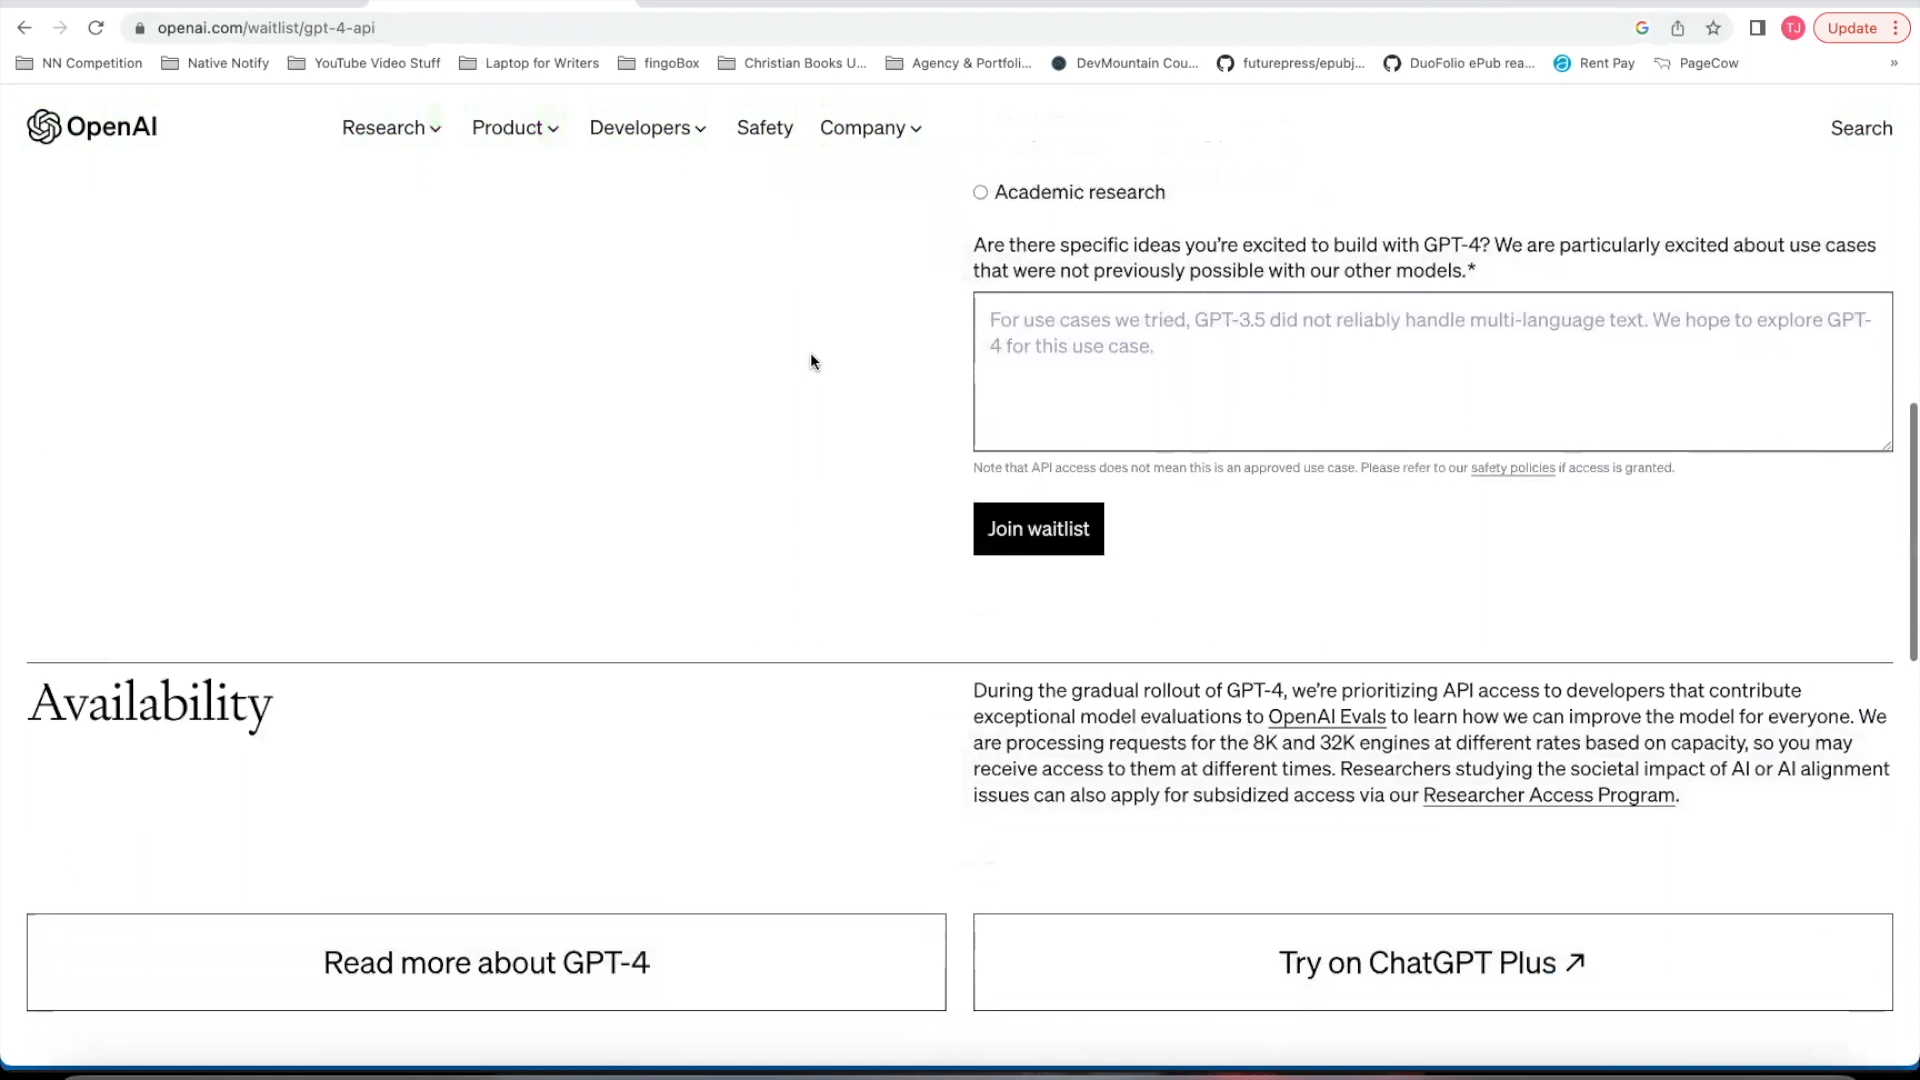 openai.com/waitlist/gpt-4-api
TJ
Update
NN Competition
Native Notify
YouTube Video Stuff
Laptop for Writers
fingoBox
Christian Books U...
Agency & Portfoli...
DevMountain Cou...
futurepress/epubj...
DuoFolio ePub rea...
Rent Pay
PageCow
»
OpenAI
Research
Product
Developers
Safety
Company
Search
Academic research
Are there specific ideas you’re excited to build with GPT-4? We are particularly excited about use cases
that were not previously possible with our other models.*
For use cases we tried, GPT-3.5 did not reliably handle multi-language text. We hope to explore GPT-
4 for this use case.
Note that API access does not mean this is an approved use case. Please refer to our safety policies if access is granted.
Join waitlist
Availability
During the gradual rollout of GPT-4, we’re prioritizing API access to developers that contribute
exceptional model evaluations to OpenAI Evals to learn how we can improve the model for everyone. We
are processing requests for the 8K and 32K engines at different rates based on capacity, so you may
receive access to them at different times. Researchers studying the societal impact of AI or AI alignment
issues can also apply for subsidized access via our Researcher Access Program.
Read more about GPT-4
Try on ChatGPT Plus ↗